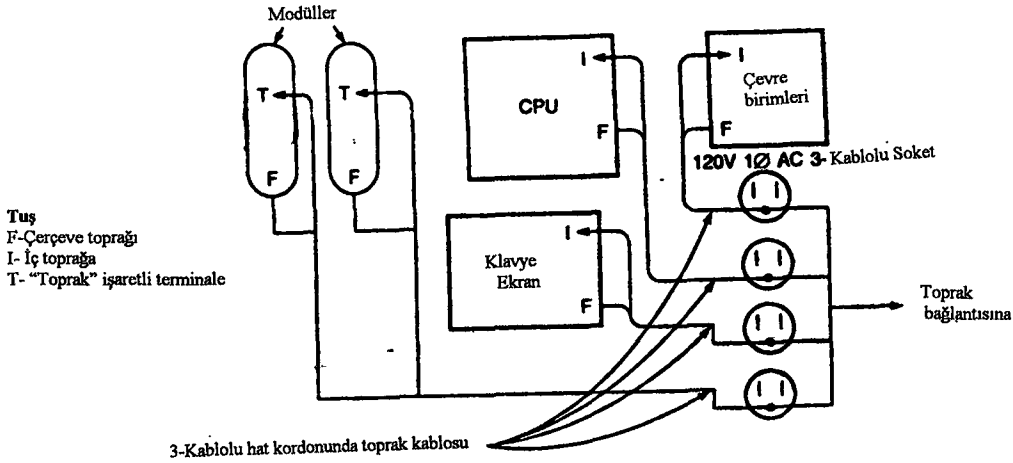 Modüller
T
T
F
F
I
CPU
F
I
Çevre
birimleri
F
120V 1Ø AC 3- Kablolu Soket
Tuş
F-Çerçeve toprağı
I- İç toprağa
T- “Toprak” işaretli terminale
I
Klavye
Ekran
F
Toprak
bağlantısına
3-Kablolu hat kordonunda toprak kablosu